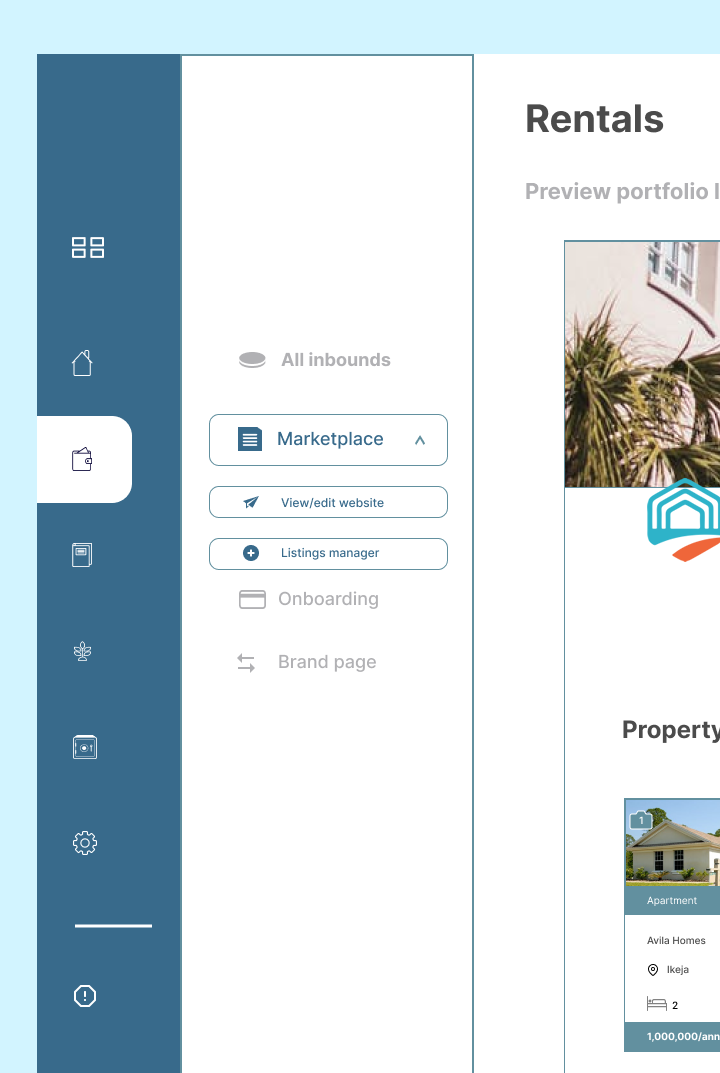 Rentals
Preview portfolio
All inbounds
Marketplace
View/edit website
Listings manager
Onboarding
Brand page
Property
1
Apartment
Avila Homes
Ikeja
2
1,000,000/ann